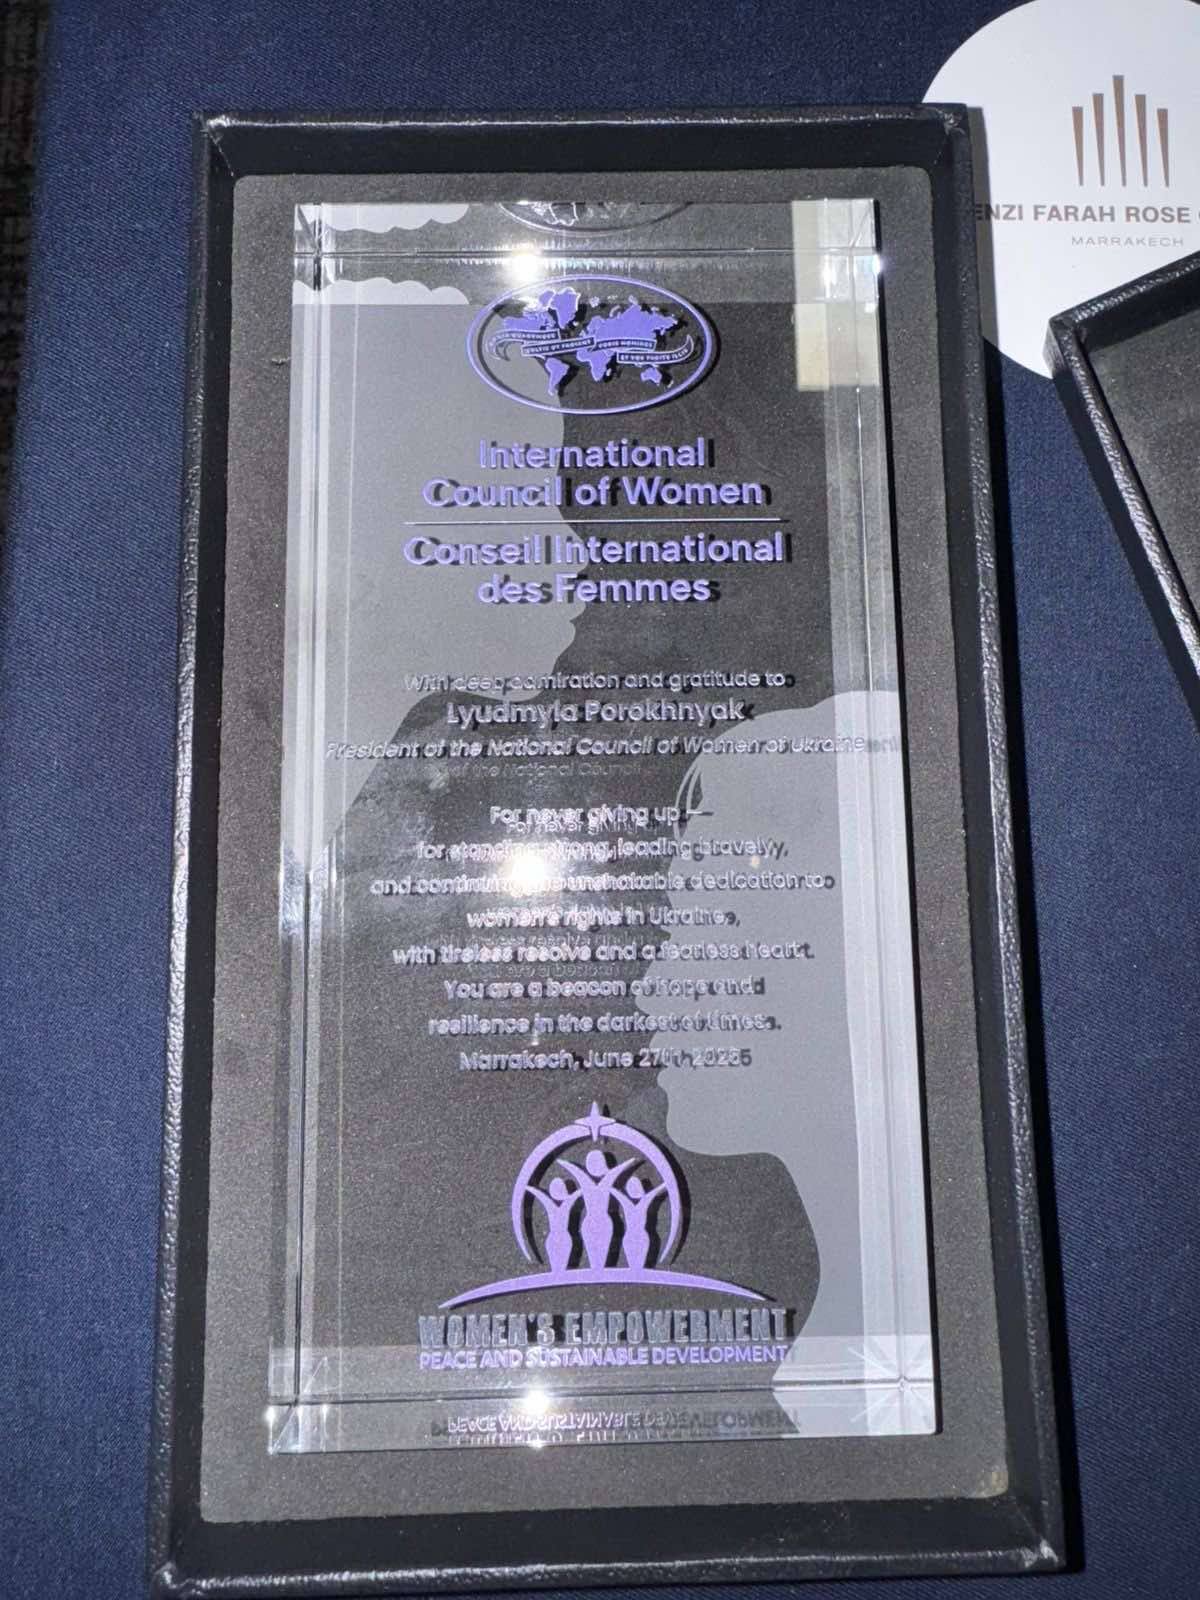 ENZI FARAH ROSE
MARRAKECH
International
Council of Women
Conseil International
des Femmes
With deep admiration and gratitude to
Lyudmyla Porokhnyak
President of the National Council of Women of Ukraine
For never giving up —
for standing strong, leading bravely,
and continuing the unshakable dedication to
women's rights in Ukraine,
with tireless resolve and a fearless heart.
You are a beacon of hope and
resilience in the darkest of times.
Marrakech, June 27th 2025
WOMEN'S EMPOWERMENT
PEACE AND SUSTAINABLE DEVELOPMENT